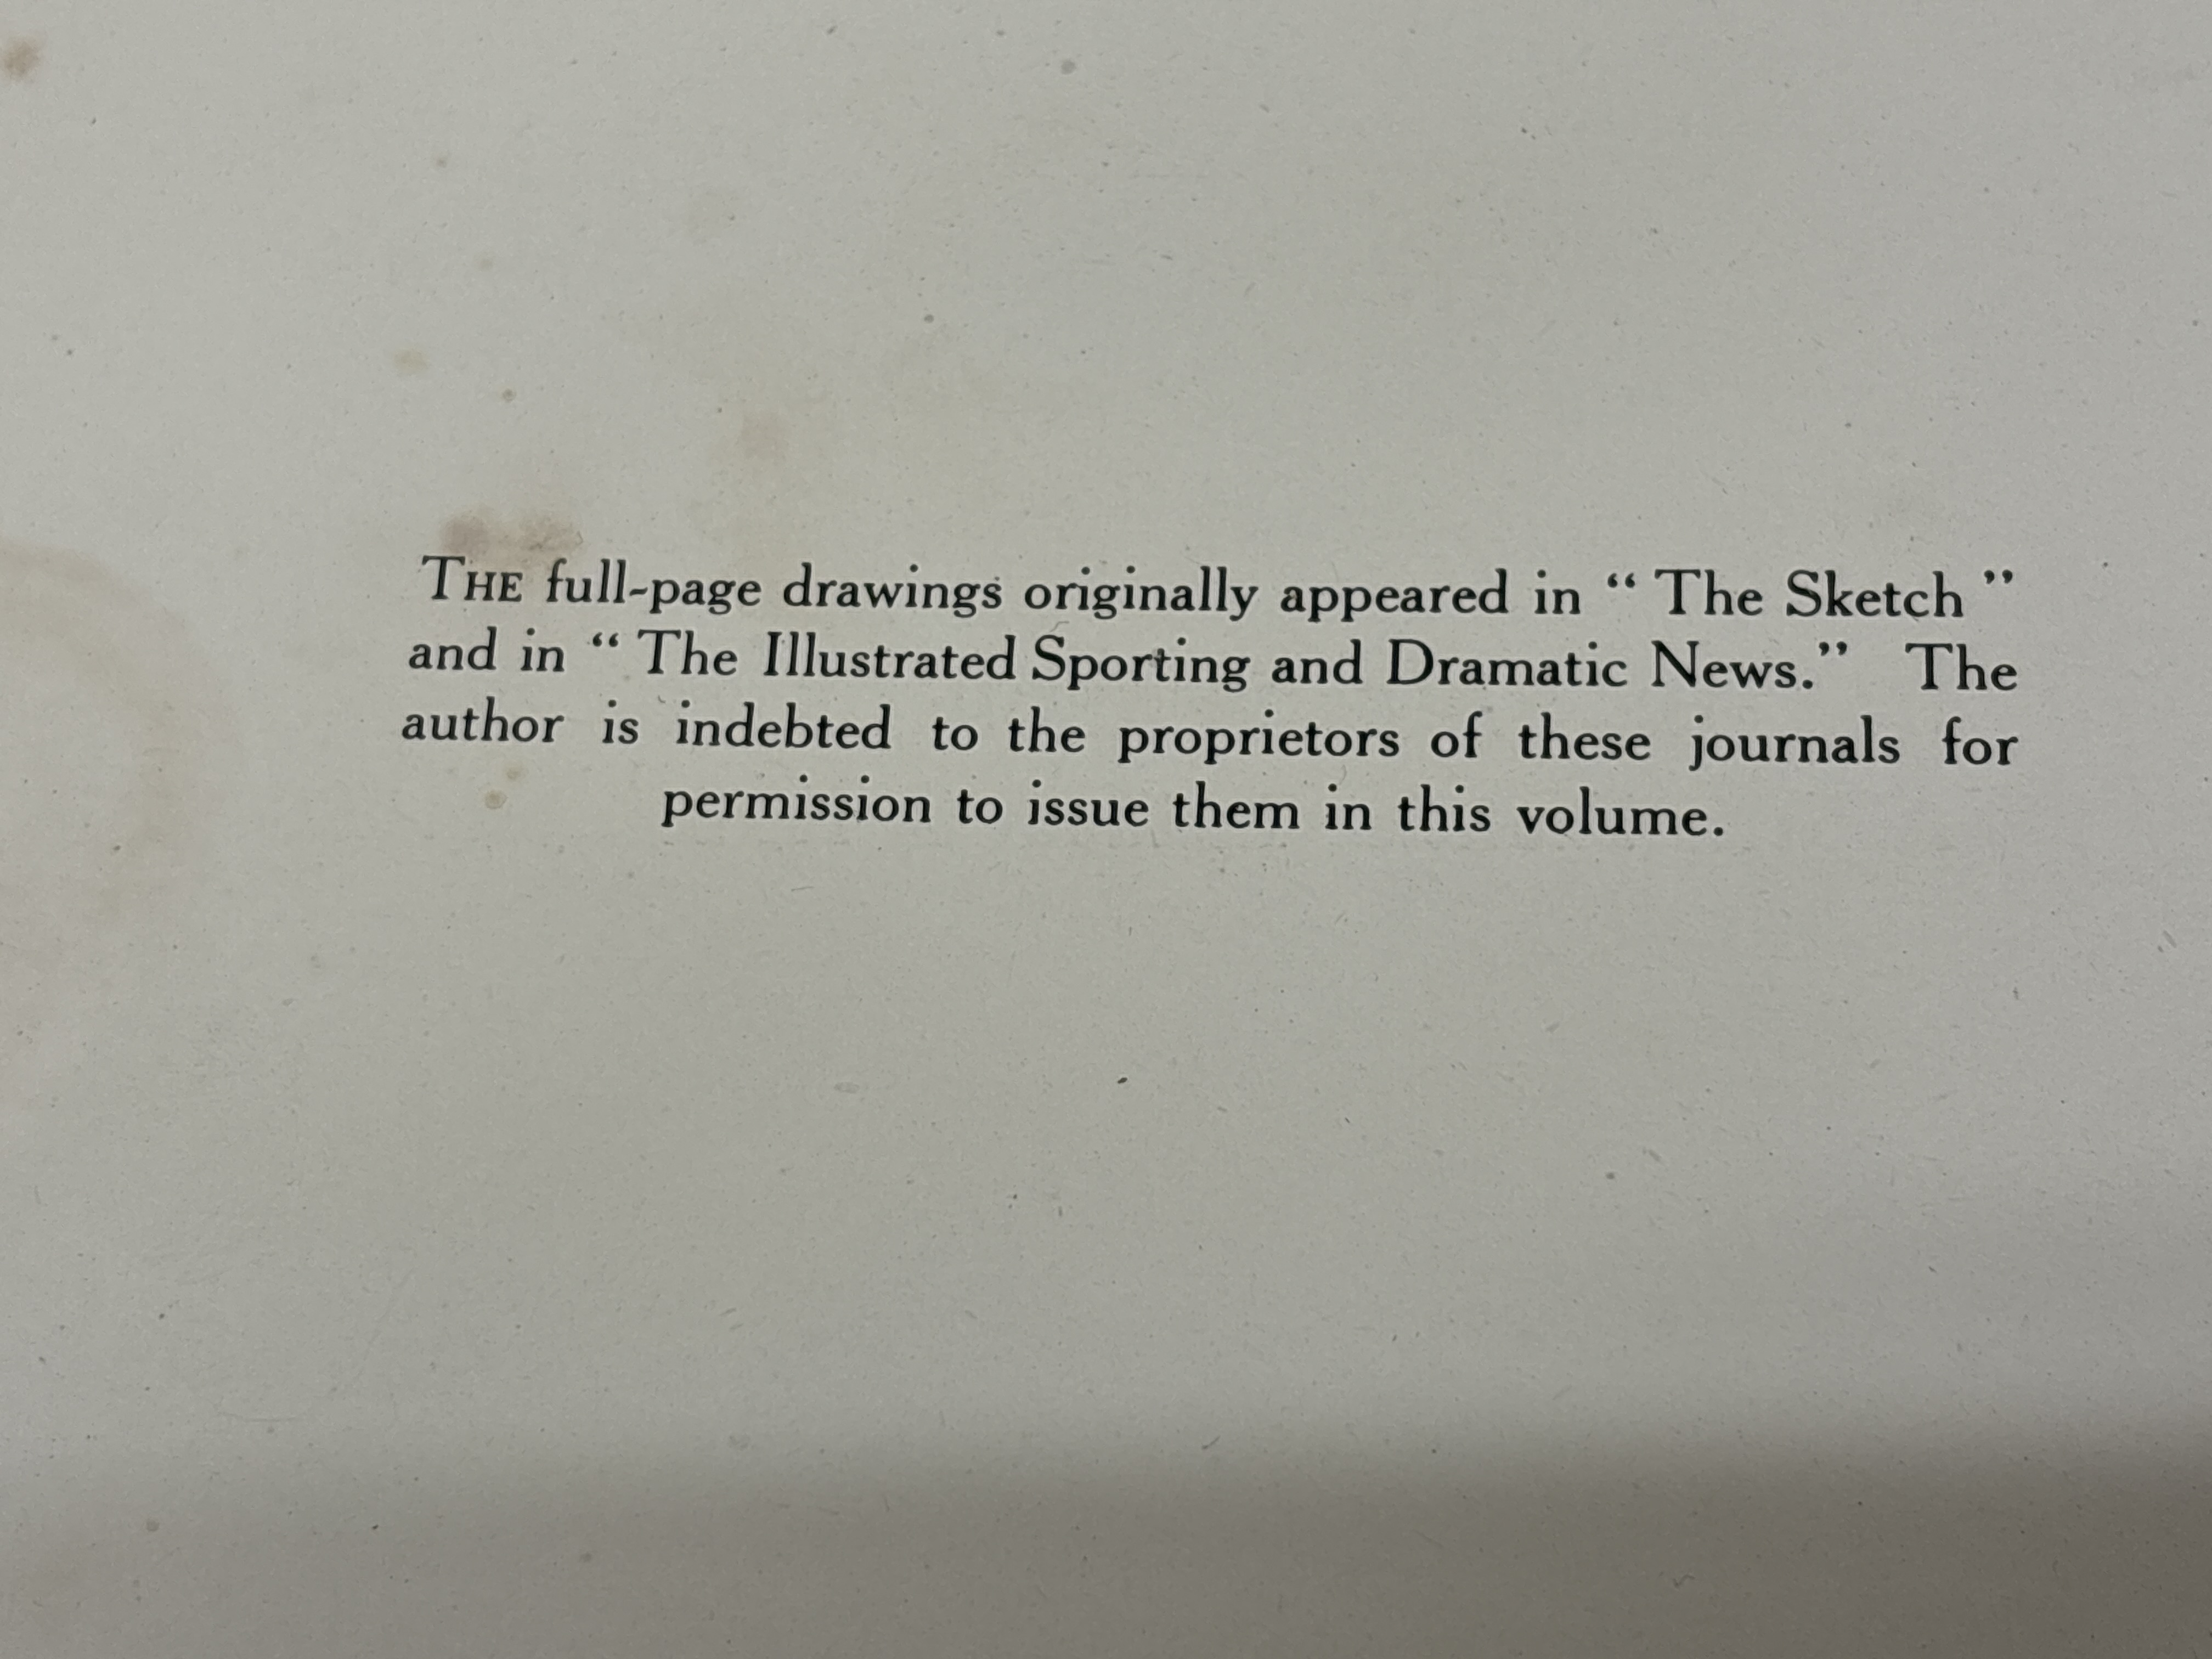 THE full-page drawings originally appeared in “ The Sketch ”
and in “ The Illustrated Sporting and Dramatic News.” The
author is indebted to the proprietors of these journals for
permission to issue them in this volume.